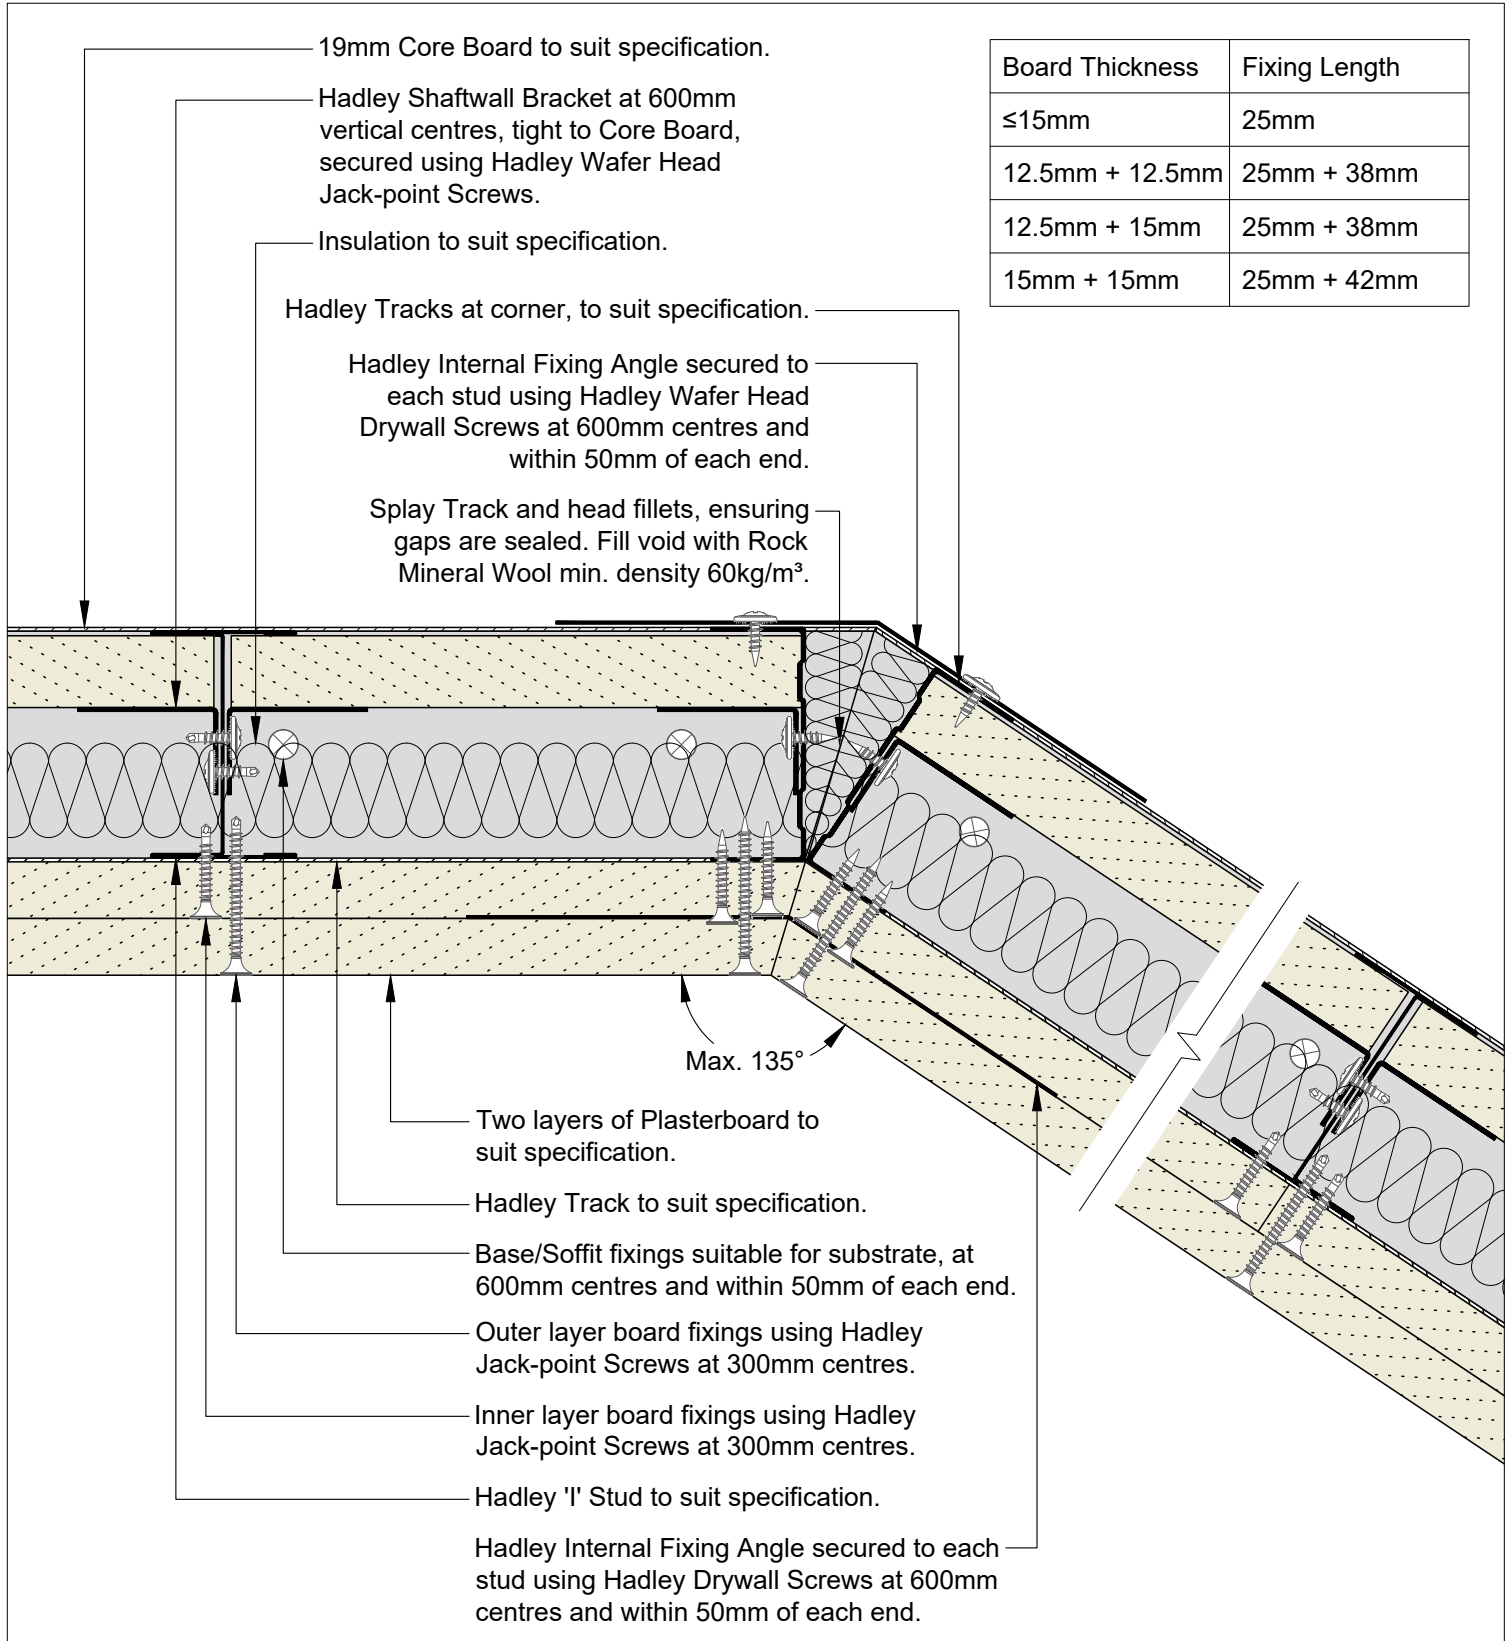 19mm Core Board to suit specification.
Hadley Shaftwall Bracket at 600mm
vertical centres, tight to Core Board,
secured using Hadley Wafer Head
Jack-point Screws.
Insulation to suit specification.
Hadley Tracks at corner, to suit specification.
Hadley Internal Fixing Angle secured to
each stud using Hadley Wafer Head
Drywall Screws at 600mm centres and
within 50mm of each end.
Splay Track and head fillets, ensuring
gaps are sealed. Fill void with Rock
Mineral Wool min. density 60kg/m³.
Board Thickness Fixing Length
≤15mm 25mm
12.5mm + 12.5mm 25mm + 38mm
12.5mm + 15mm 25mm + 38mm
15mm + 15mm 25mm + 42mm
Max. 135°
Two layers of Plasterboard to
suit specification.
Hadley Track to suit specification.
Base/Soffit fixings suitable for substrate, at
600mm centres and within 50mm of each end.
Outer layer board fixings using Hadley
Jack-point Screws at 300mm centres.
Inner layer board fixings using Hadley
Jack-point Screws at 300mm centres.
Hadley 'I' Stud to suit specification.
Hadley Internal Fixing Angle secured to each
stud using Hadley Drywall Screws at 600mm
centres and within 50mm of each end.